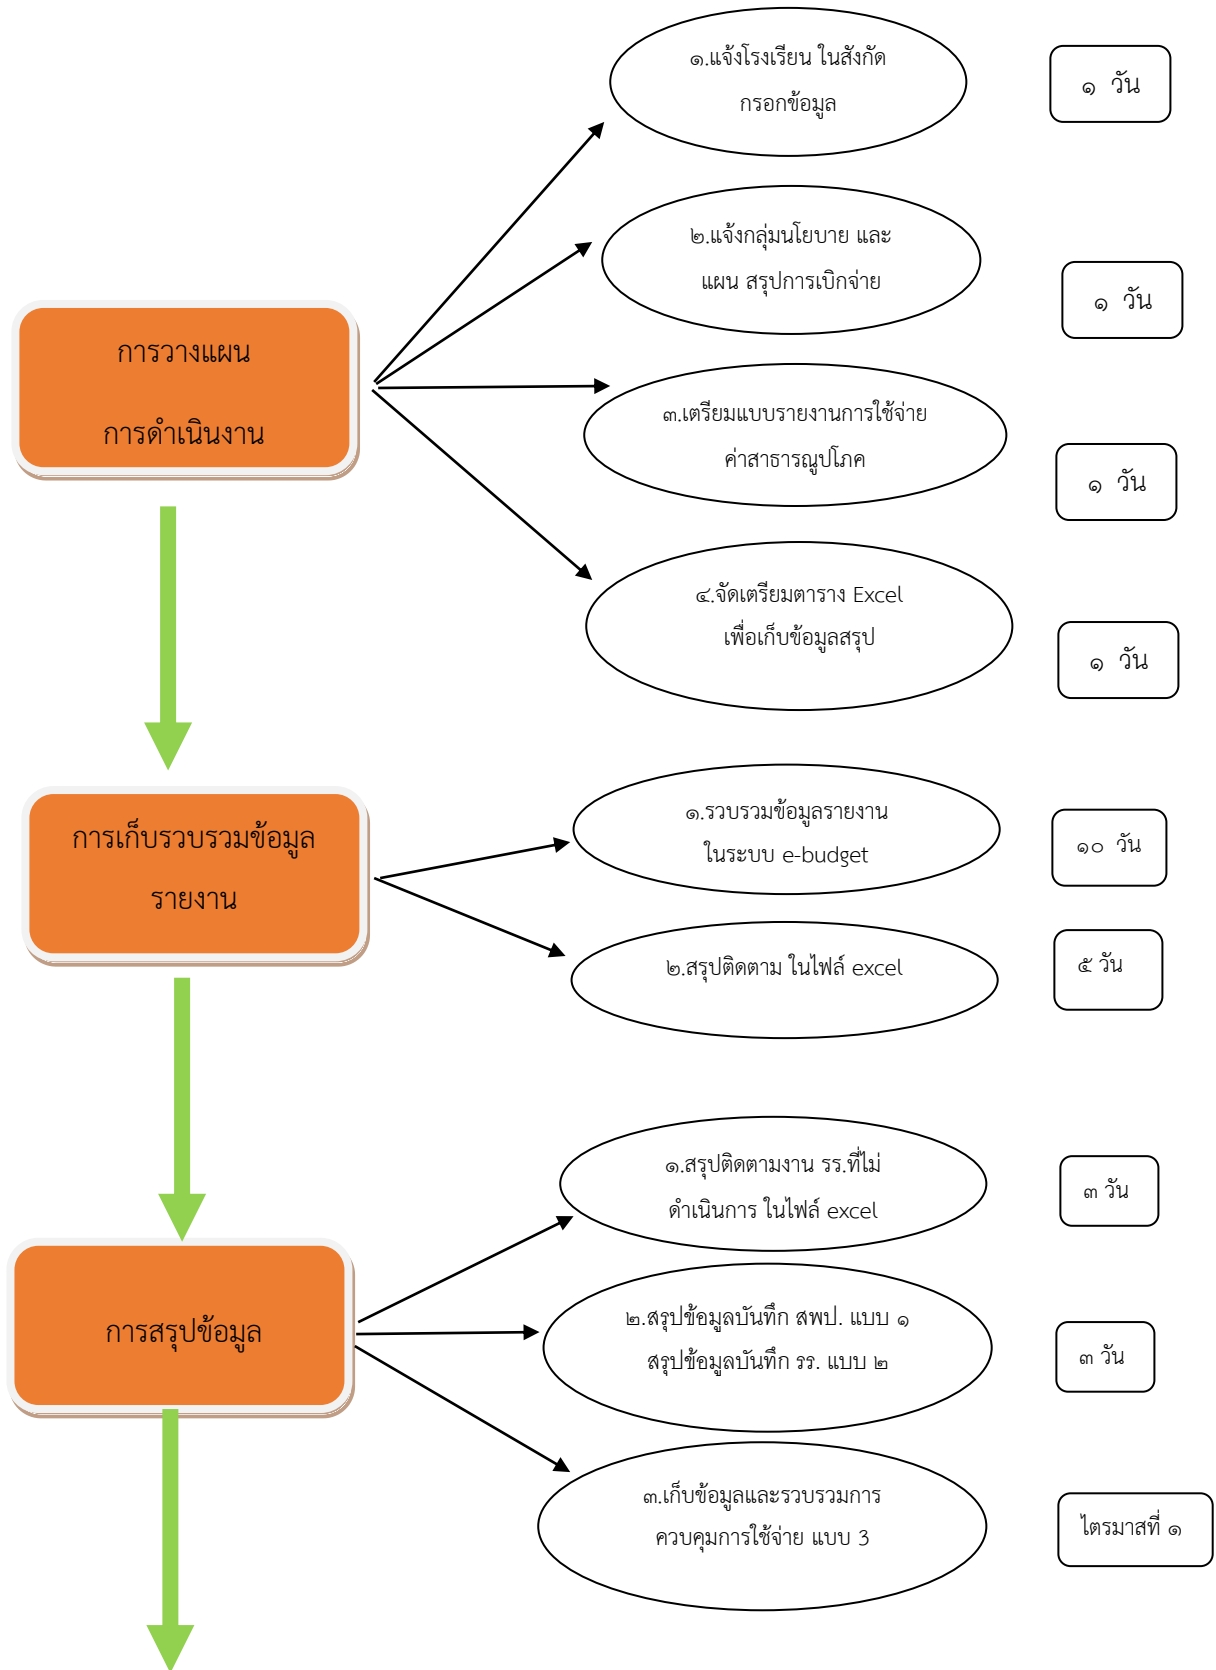 ๑.แจ้งโรงเรียน ในสังกัด
กรอกข้อมูล
๑ วัน
๒.แจ้งกลุ่มนโยบาย และ
แผน สรุปการเบิกจ่าย
๑ วัน
การวางแผน
การดำเนินงาน
๓.เตรียมแบบรายงานการใช้จ่าย
ค่าสาธารณูปโภค
๑ วัน
๔.จัดเตรียมตาราง Excel
เพื่อเก็บข้อมูลสรุป
๑ วัน
การเก็บรวบรวมข้อมูล
รายงาน
๑.รวบรวมข้อมูลรายงาน
ในระบบ e-budget
๑๐ วัน
๒.สรุปติดตาม ในไฟล์ excel
๕ วัน
๑.สรุปติดตามงาน รร.ที่ไม่
ดำเนินการ ในไฟล์ excel
๓ วัน
การสรุปข้อมูล
๒.สรุปข้อมูลบันทึก สพป. แบบ ๑
สรุปข้อมูลบันทึก รร. แบบ ๒
๓ วัน
๓.เก็บข้อมูลและรวบรวมการ
ควบคุมการใช้จ่าย แบบ 3
ไตรมาสที่ ๑